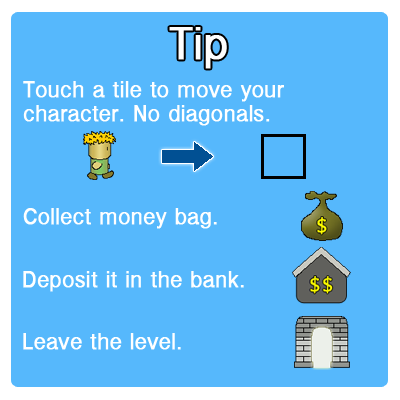 Tip
Touch a tile to move your
character. No diagonals.
Collect money bag.
$
Deposit it in the bank.
$$
Leave the level.